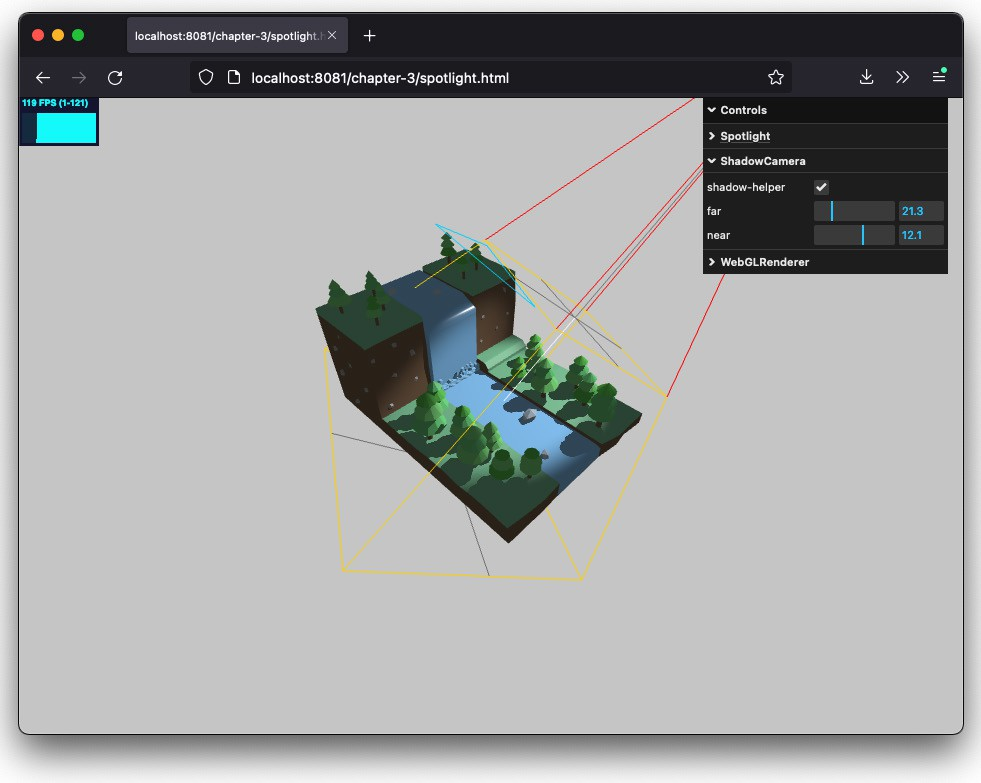 localhost:8081/chapter-3/spotlight.h
localhost:8081/chapter-3/spotlight.html
119 FPS (1-121)
Controls
Spotlight
ShadowCamera
shadow-helper
far 21.3
near 12.1
WebGLRenderer